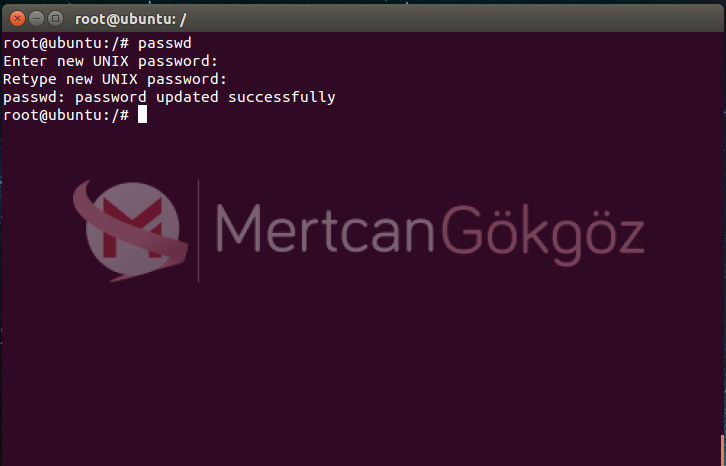 root@ubuntu: /
root@ubuntu:/# passwd
Enter new UNIX password:
Retype new UNIX password:
passwd: password updated successfully
root@ubuntu:/#
M MertcanGökgöz